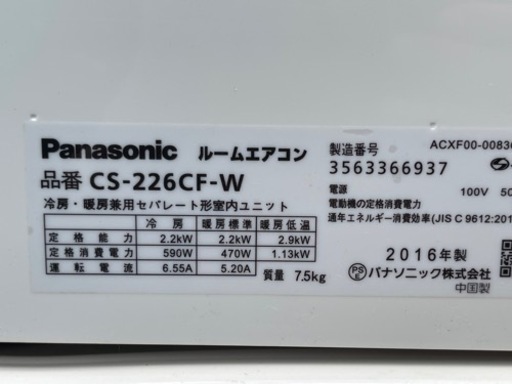 Panasonic ルームエアコン
品番 CS-226CF-W
冷房・暖房兼用セパレート形室内ユニット
冷房 暖房標準 暖房低温
定格能力 2.2kW 2.2kW 2.9kW
定格消費電力 590W 470W 1.13kW
運転電流 6.55A 5.20A
質量 7.5kg
製造番号
3563366937
ACXF00-0083
電源 100V 50
電動機の定格消費電力
通年エネルギー消費効率(JIS C 9612:201
2016年製
PS E パナソニック株式会社
中国製